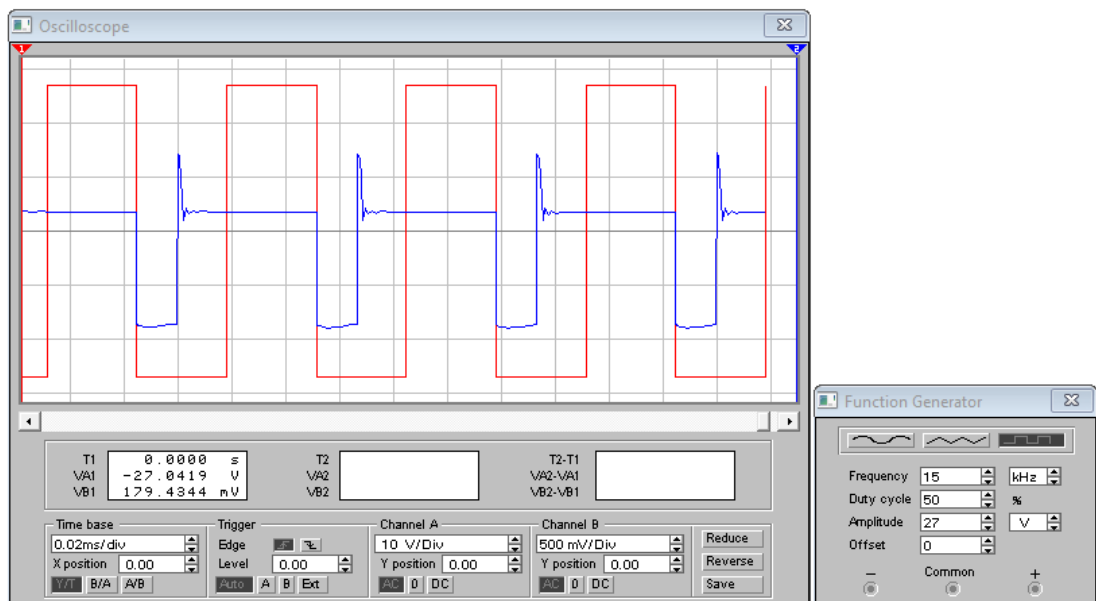 Oscilloscope
1
2
T1 0.0000 s
VA1 -27.0419 V
VB1 179.4344 mV
T2
VA2
VB2
T2-T1
VA2-VA1
VB2-VB1
Time base
0.02ms/div
X position 0.00
Y/T B/A A/B
Trigger
Edge
Level 0.00
Auto A B Ext
Channel A
10 V/Div
Y position 0.00
AC 0 DC
Channel B
500 mV/Div
Y position 0.00
AC 0 DC
Reduce
Reverse
Save
Function Generator
Frequency 15 kHz
Duty cycle 50 %
Amplitude 27 V
Offset 0
− Common +